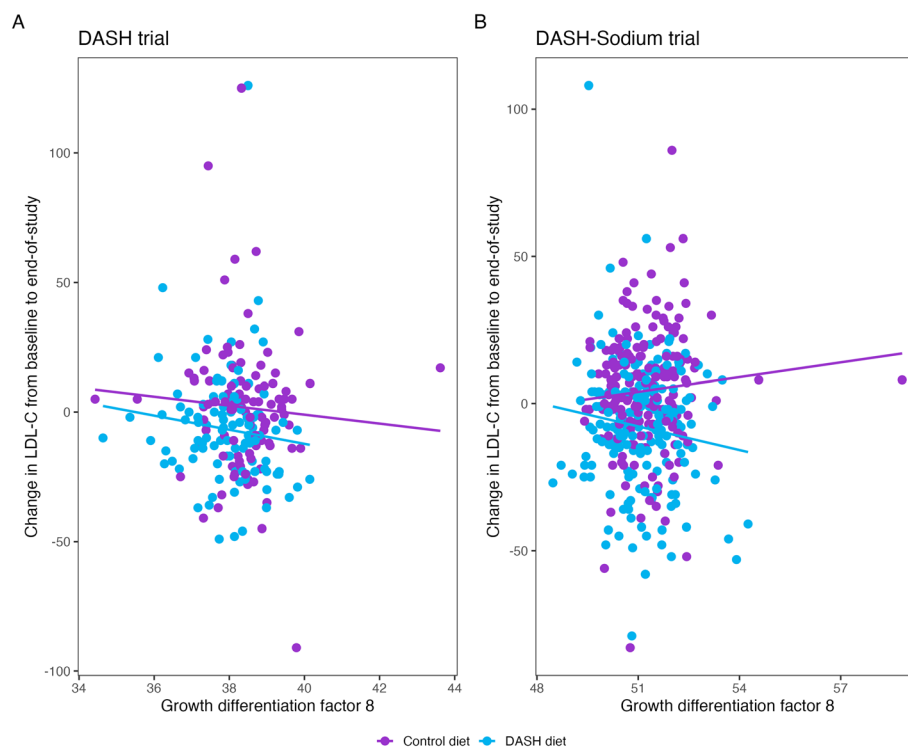 A
DASH trial
Change in LDL-C from baseline to end-of-study
100
50
0
-50
-100
34
36
38
40
42
44
Growth differentiation factor 8
B
DASH-Sodium trial
Change in LDL-C from baseline to end-of-study
100
50
0
-50
48
51
54
57
Growth differentiation factor 8
Control diet
DASH diet